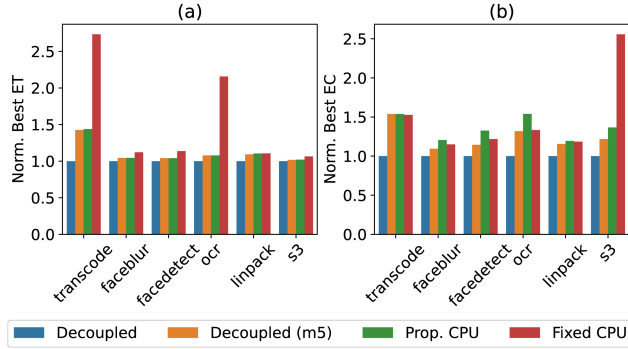 (a)
Norm. Best ET
2.5
2.0
1.5
1.0
0.5
0.0
transcode
faceblur
facedetect
ocr
linpack
s3
(b)
Norm. Best EC
2.5
2.0
1.5
1.0
0.5
0.0
transcode
faceblur
facedetect
ocr
linpack
s3
Decoupled
Decoupled (m5)
Prop. CPU
Fixed CPU